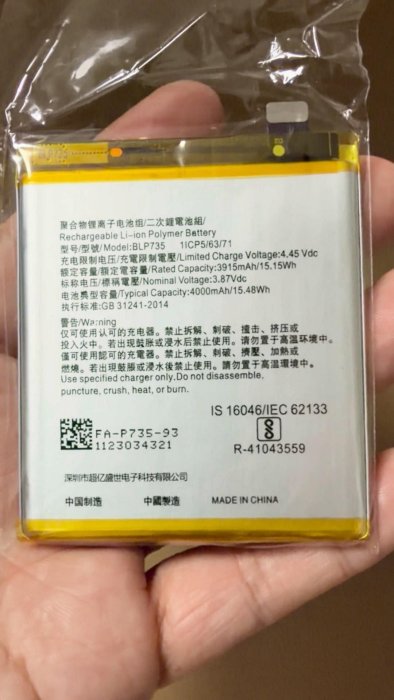 聚合物锂离子电池组/二次鋰電池組/
Rechargeable Li-ion Polymer Battery
型号/型號/Model:BLP735 1ICP5/63/71
充电限制电压/充電限制電壓/Limited Charge Voltage:4.45 Vdc
额定容量/額定電容量/Rated Capacity:3915mAh/15.15Wh
标称电压/標稱電壓/Nominal Voltage:3.87Vdc
电池典型容量/Typical Capacity:4000mAh/15.48Wh
执行标准:GB 31241-2014
警告/Warning
仅可使用认可的充电器。禁止拆解、刺破、撞击、挤压或
投入火中。若出现鼓胀或浸水后禁止使用。请勿置于高温环境中。
僅可使用認可的充電器。禁止拆解、刺破、擠壓、加熱或
燃燒。若出現鼓脹或浸水後禁止使用。請勿置于高溫環境中。
Use specified charger only.Do not disassemble,
puncture, crush, heat, or burn.
IS 16046/IEC 62133
R-41043559
FA-P735-93
1123034321
深圳市超亿盛世电子科技有限公司
中国制造 中國製造 MADE IN CHINA